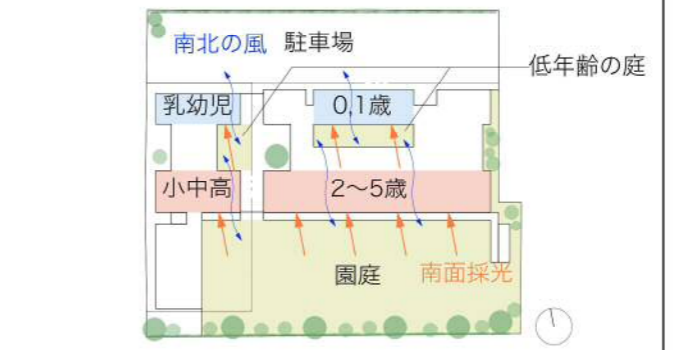 南北の風
駐車場
低年齢の庭
乳幼児
0,1歳
小中高
2〜5歳
園庭
南面採光